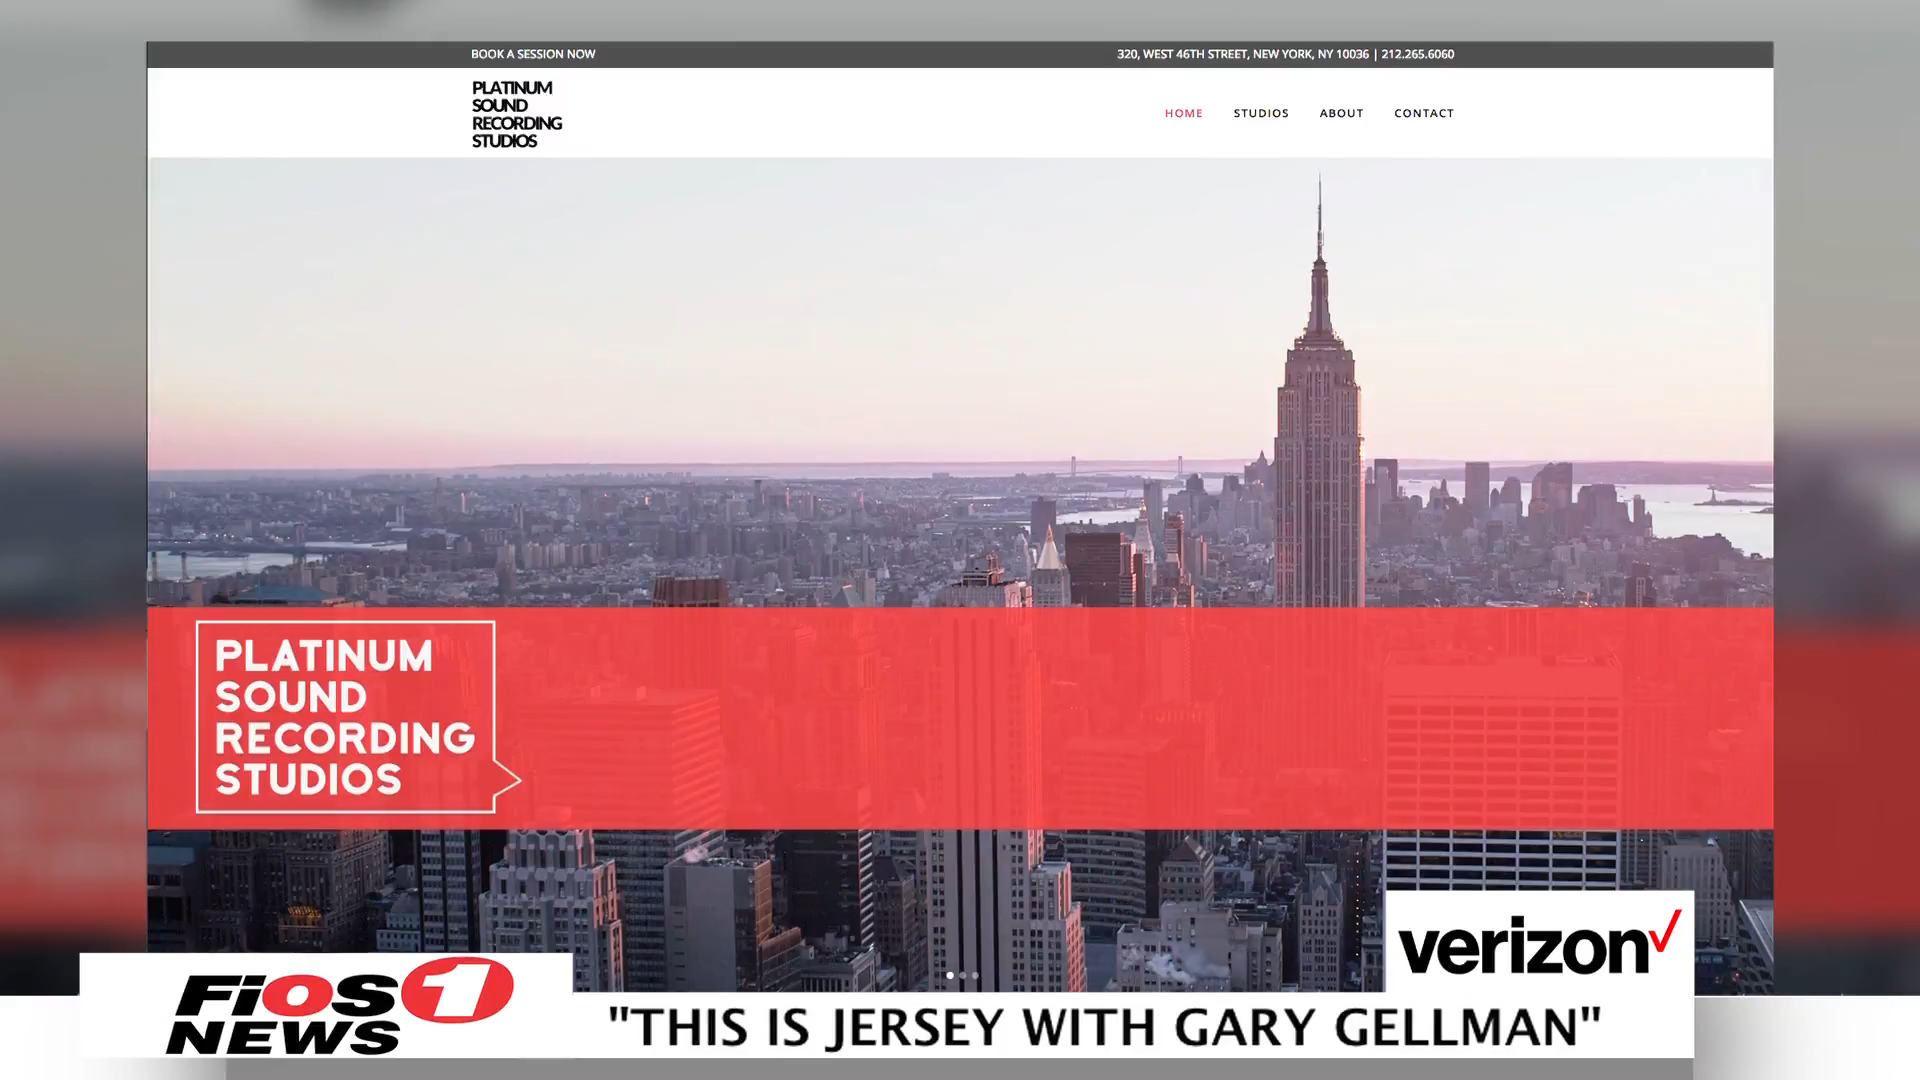 BOOK A SESSION NOW
320, WEST 46TH STREET, NEW YORK, NY 10036 | 212.265.6060
PLATINUM
SOUND
RECORDING
STUDIOS
HOME STUDIOS ABOUT CONTACT
PLATINUM
SOUND
RECORDING
STUDIOS
verizon
FiOS 1
NEWS
"THIS IS JERSEY WITH GARY GELLMAN"